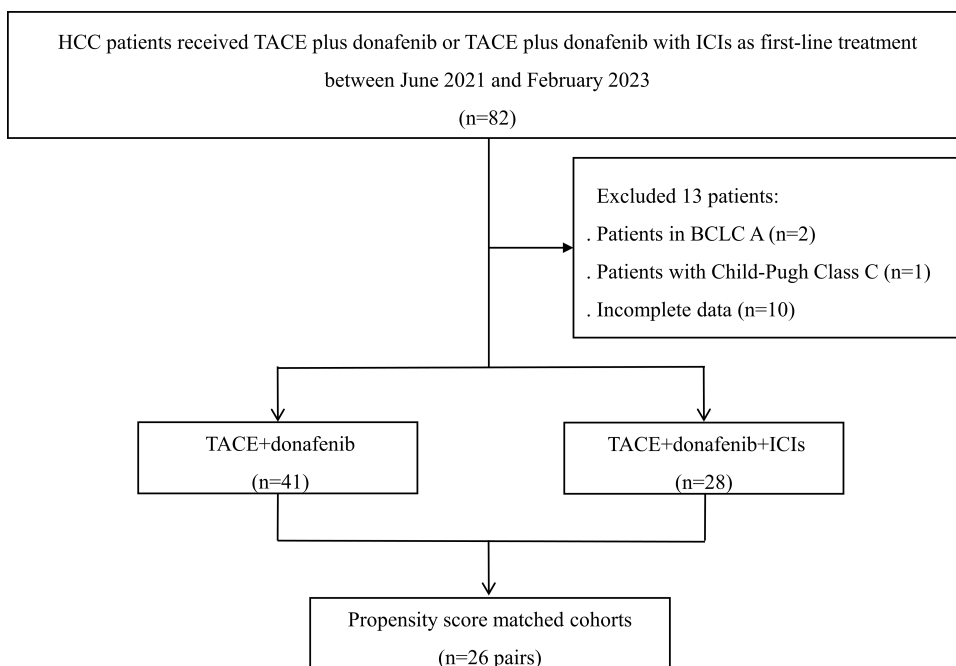 HCC patients received TACE plus donafenib or TACE plus donafenib with ICIs as first-line treatment
between June 2021 and February 2023
(n=82)
Excluded 13 patients:
. Patients in BCLC A (n=2)
. Patients with Child-Pugh Class C (n=1)
. Incomplete data (n=10)
TACE+donafenib
(n=41)
TACE+donafenib+ICIs
(n=28)
Propensity score matched cohorts
(n=26 pairs)